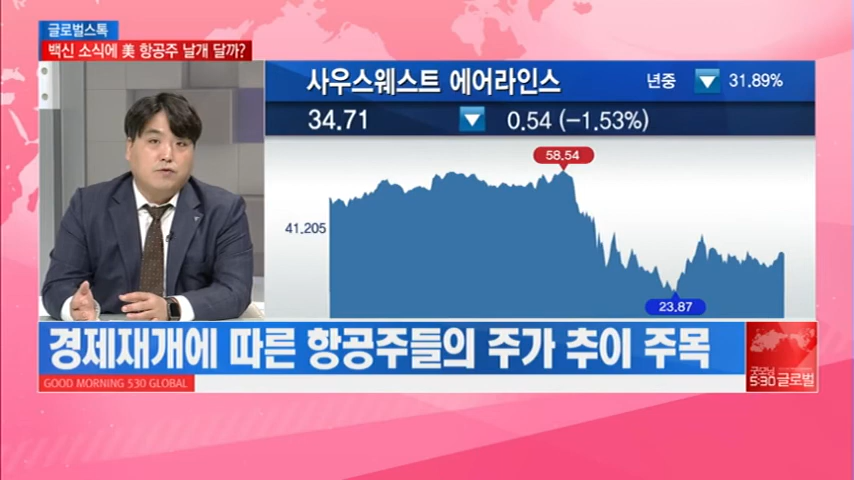 글로벌스톡
백신 소식에 美 항공주 날개 달까?
사우스웨스트 에어라인스
년중 ▼ 31.89%
34.71 ▼ 0.54 (-1.53%)
58.54
41.205
23.87
경제재개에 따른 항공주들의 주가 추이 주목
GOOD MORNING 530 GLOBAL
굿모닝
5:30 글로벌